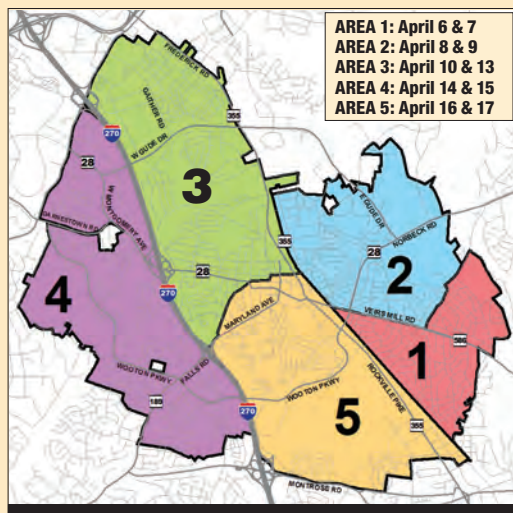 AREA 1: April 6 & 7
AREA 2: April 8 & 9
AREA 3: April 10 & 13
AREA 4: April 14 & 15
AREA 5: April 16 & 17
FREDERICK RD
GAITHER RD
355
270
W GUDE DR
28
3
W MONTGOMERY AVE
DARNESTOWN RD
E GUDE DR
NORBECK RD
28
355
2
28
4
270
VEIRS MILL RD
MARYLAND AVE
586
1
FALLS RD
WOOTON PKWY
WOOTON PKWY
ROCKVILLE PIKE
189
270
5
355
MONTROSE RD